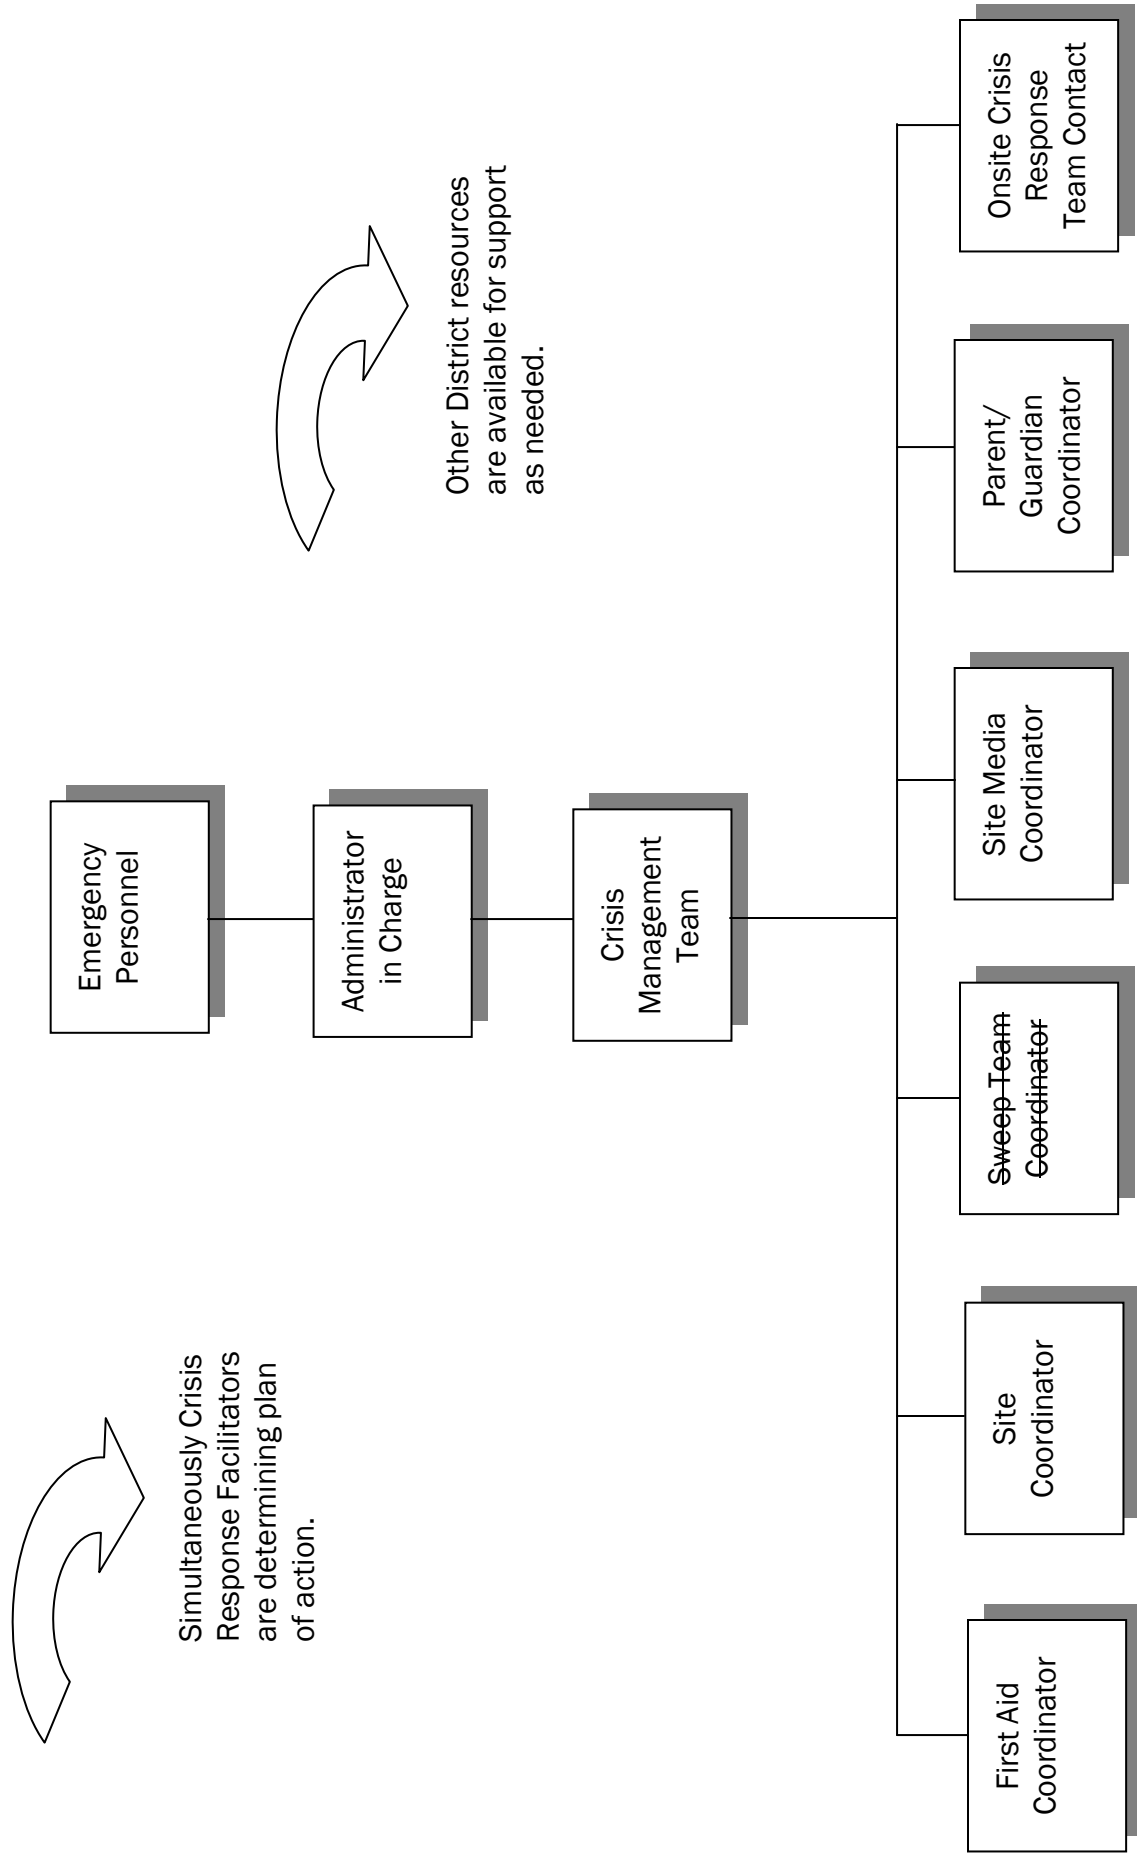 Simultaneously Crisis
Response Facilitators
are determining plan
of action.
Emergency
Personnel
Administrator
in Charge
Crisis
Management
Team
Other District resources
are available for support
as needed.
First Aid
Coordinator
Site
Coordinator
Sweep Team
Coordinator
Site Media
Coordinator
Parent/
Guardian
Coordinator
Onsite Crisis
Response
Team Contact